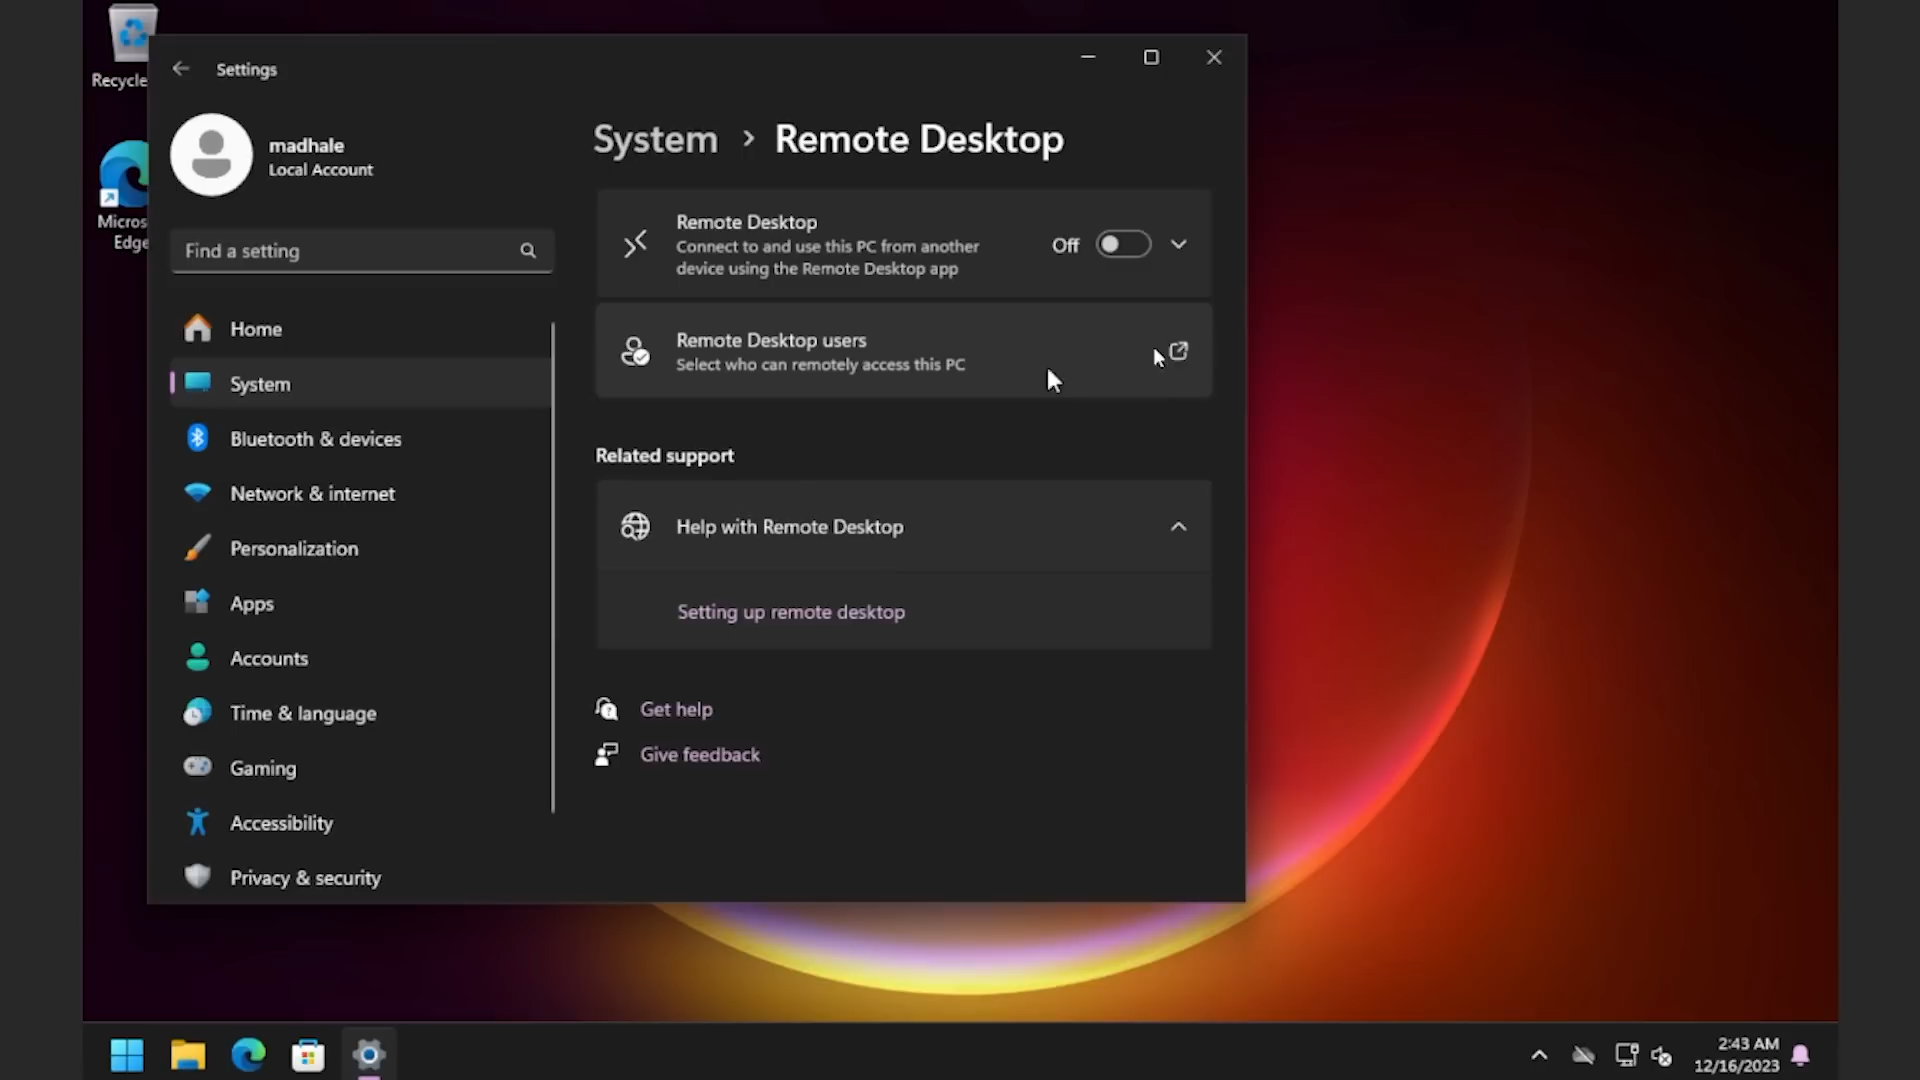 Recycle
Micros
Edge
Settings
madhale
Local Account
Find a setting
Home
System
Bluetooth & devices
Network & internet
Personalization
Apps
Accounts
Time & language
Gaming
Accessibility
Privacy & security
System > Remote Desktop
Remote Desktop
Connect to and use this PC from another
device using the Remote Desktop app
Off
Remote Desktop users
Select who can remotely access this PC
Related support
Help with Remote Desktop
Setting up remote desktop
Get help
Give feedback
2:43 AM
12/16/2023